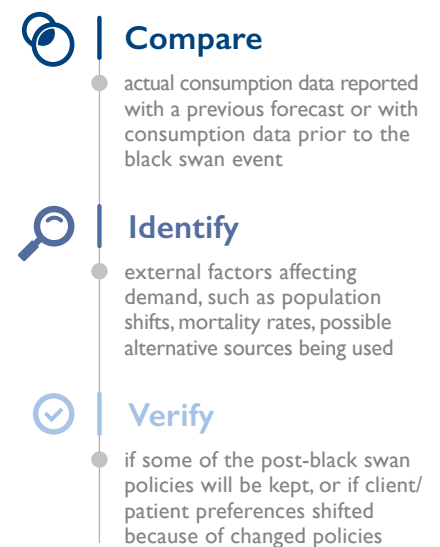 Compare
actual consumption data reported
with a previous forecast or with
consumption data prior to the
black swan event
Identify
external factors affecting
demand, such as population
shifts, mortality rates, possible
alternative sources being used
Verify
if some of the post-black swan
policies will be kept, or if client/
patient preferences shifted
because of changed policies